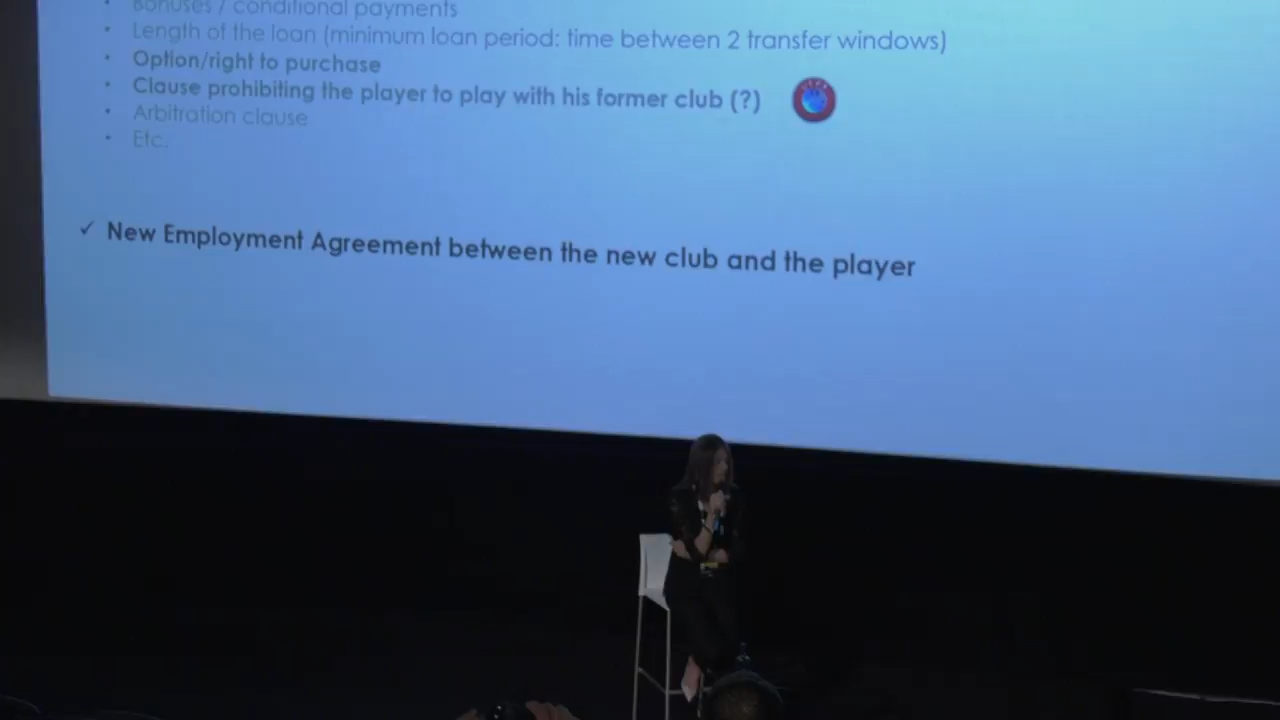 Bonuses / conditional payments
Length of the loan (minimum loan period: time between 2 transfer windows)
Option/right to purchase
Clause prohibiting the player to play with his former club (?)
UEFA
Arbitration clause
Etc.
✓ New Employment Agreement between the new club and the player